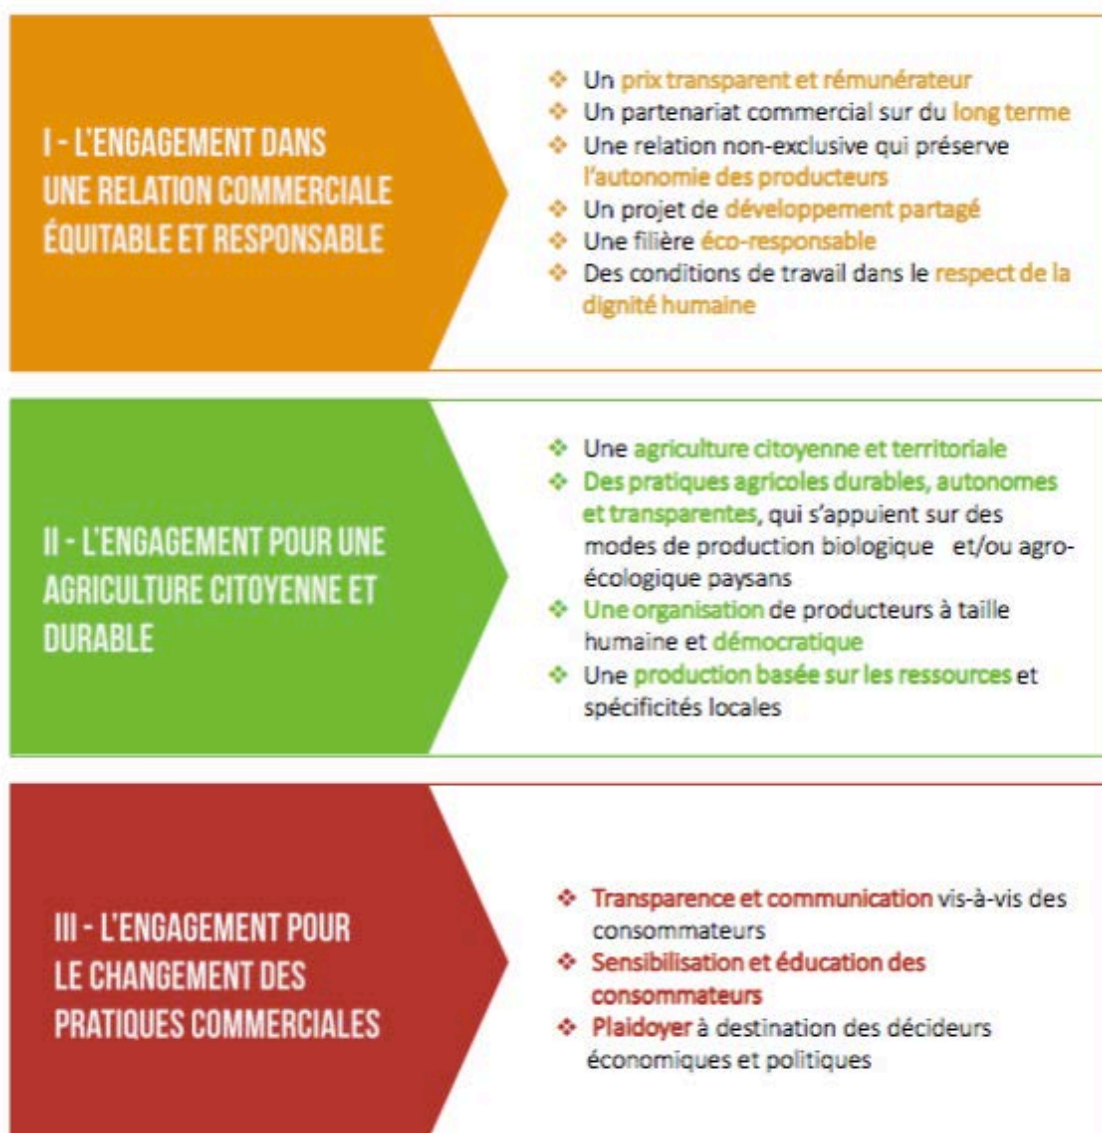 I - L'ENGAGEMENT DANS
UNE RELATION COMMERCIALE
ÉQUITABLE ET RESPONSABLE
❖ Un prix transparent et rémunérateur
❖ Un partenariat commercial sur du long terme
❖ Une relation non-exclusive qui préserve
l'autonomie des producteurs
❖ Un projet de développement partagé
❖ Une filière éco-responsable
❖ Des conditions de travail dans le respect de la
dignité humaine
II - L'ENGAGEMENT POUR UNE
AGRICULTURE CITOYENNE ET
DURABLE
❖ Une agriculture citoyenne et territoriale
❖ Des pratiques agricoles durables, autonomes
et transparentes, qui s'appuient sur des
modes de production biologique et/ou agro-
écologique paysans
❖ Une organisation de producteurs à taille
humaine et démocratique
❖ Une production basée sur les ressources et
spécificités locales
III - L'ENGAGEMENT POUR
LE CHANGEMENT DES
PRATIQUES COMMERCIALES
❖ Transparence et communication vis-à-vis des
consommateurs
❖ Sensibilisation et éducation des
consommateurs
❖ Plaidoyer à destination des décideurs
économiques et politiques